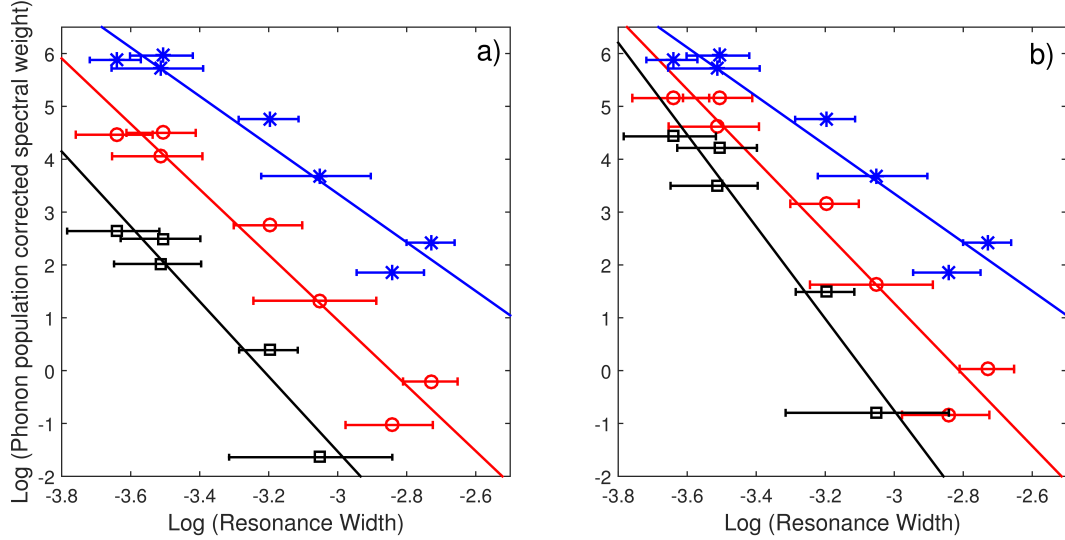 Log (Phonon population corrected spectral weight)
a)
6
5
4
3
2
1
0
-1
-2
-3.8 -3.6 -3.4 -3.2 -3 -2.8 -2.6
Log (Resonance Width)
b)
6
5
4
3
2
1
0
-1
-2
-3.8 -3.6 -3.4 -3.2 -3 -2.8 -2.6
Log (Resonance Width)